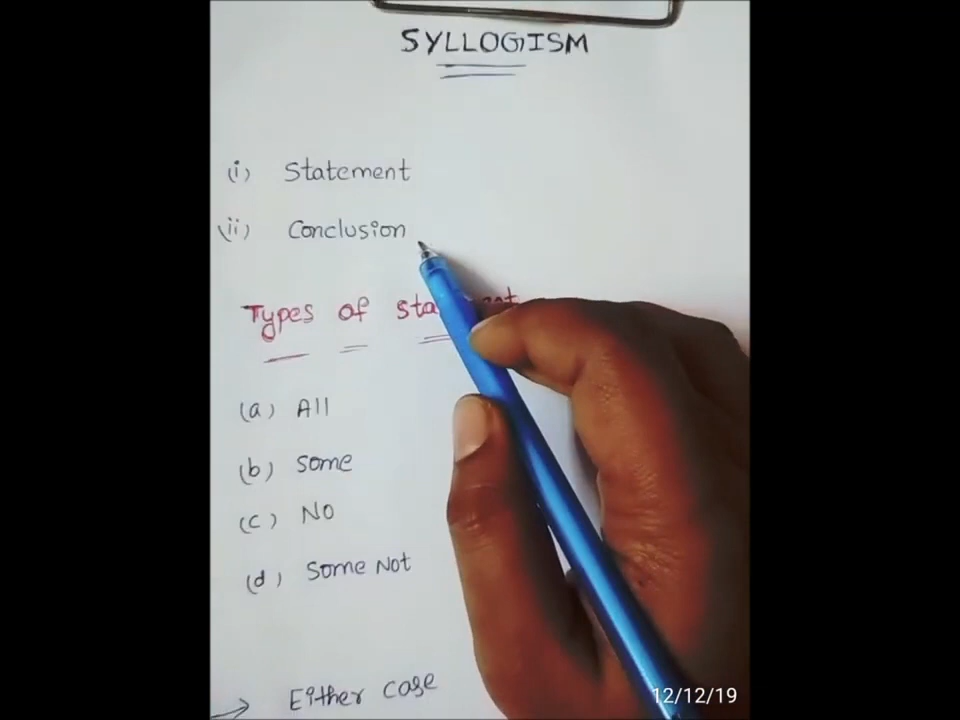 SYLLOGISM
(i) Statement
(ii) Conclusion
Types of
(a) All
(b) Some
(c) No
(d) Some Not
→ Either case
12/12/19